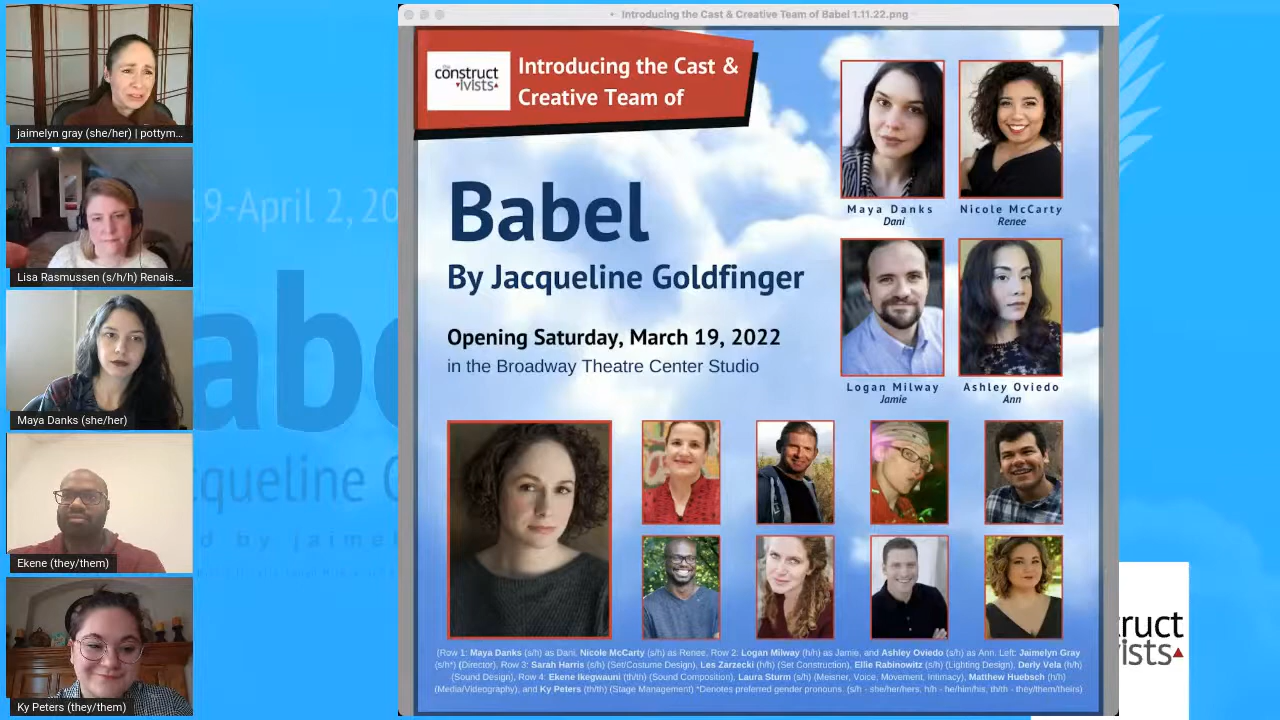 jaimelyn gray (she/her) | pottym...
Lisa Rasmussen (s/h/h) Renais...
Maya Danks (she/her)
Ekene (they/them)
Ky Peters (they/them)
19-April 2, 20
abe
cqueline G
d by jaimel
• Introducing the Cast & Creative Team of Babel 1.11.22.png
the
construct
ivists
Introducing the Cast &
Creative Team of
Babel
By Jacqueline Goldfinger
Opening Saturday, March 19, 2022
in the Broadway Theatre Center Studio
Maya Danks
Dani
Nicole McCarty
Renee
Logan Milway
Jamie
Ashley Oviedo
Ann
(Row 1: Maya Danks (s/h) as Dani, Nicole McCarty (s/h) as Renee, Row 2: Logan Milway (h/h) as Jamie, and Ashley Oviedo (s/h) as Ann. Left: Jaimelyn Gray
(s/h*) (Director), Row 3: Sarah Harris (s/h) (Set/Costume Design), Les Zarzecki (h/h) (Set Construction), Ellie Rabinowitz (s/h) (Lighting Design), Derly Vela (h/h)
(Sound Design), Row 4: Ekene Ikegwauni (th/th) (Sound Composition), Laura Sturm (s/h) (Meisner, Voice, Movement, Intimacy), Matthew Huebsch (h/h)
(Media/Videography), and Ky Peters (th/th) (Stage Management) *Denotes preferred gender pronouns. (s/h - she/her/hers, h/h - he/him/his, th/th - they/them/theirs)
ruct
ists